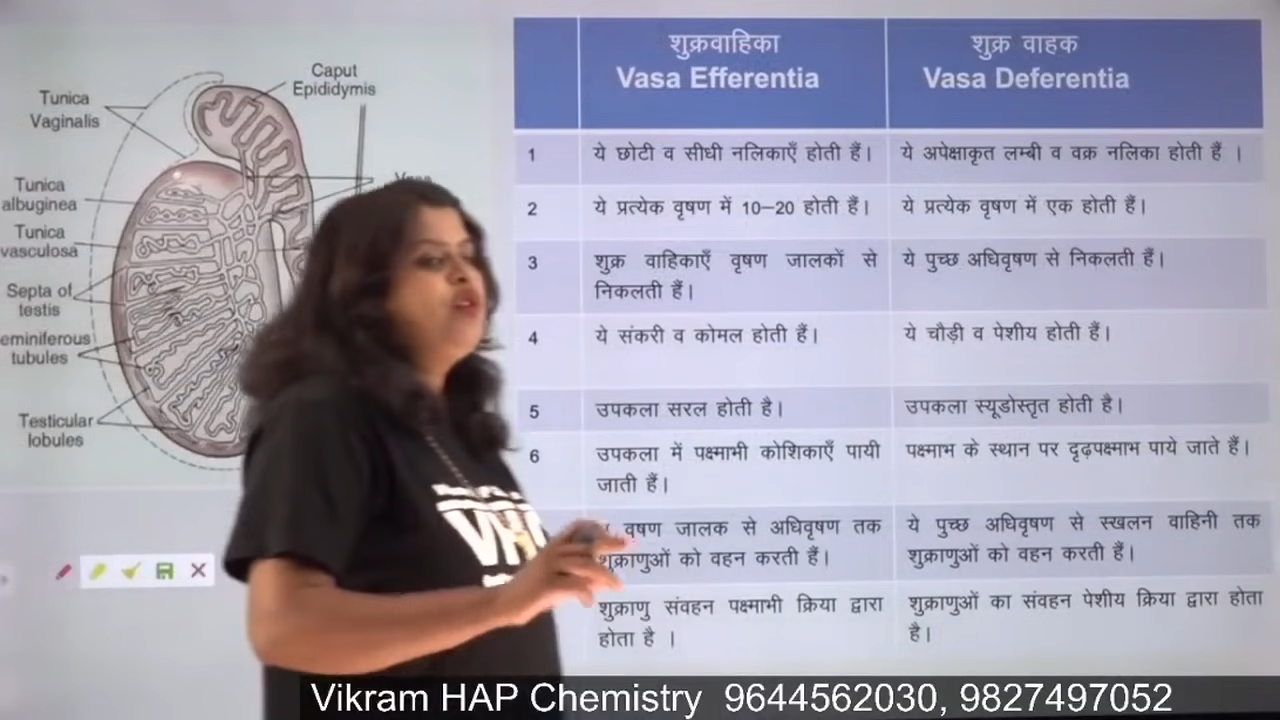 Caput
Epididymis
Tunica
Vaginalis
Tunica
albuginea
Tunica
vasculosa
Septa of
testis
eminiferous
tubules
Testicular
lobules
शुक्रवाहिका
Vasa Efferentia
शुक्र वाहक
Vasa Deferentia
1 ये छोटी व सीधी नलिकाएँ होती हैं। ये अपेक्षाकृत लम्बी व वक्र नलिका होती हैं ।
2 ये प्रत्येक वृषण में 10–20 होती हैं। ये प्रत्येक वृषण में एक होती हैं।
3 शुक्र वाहिकाएँ वृषण जालकों से
निकलती हैं।
ये पुच्छ अधिवृषण से निकलती हैं।
4 ये संकरी व कोमल होती हैं। ये चौड़ी व पेशीय होती हैं।
5 उपकला सरल होती है। उपकला स्यूडोस्तृत होती है।
6 उपकला में पक्ष्माभी कोशिकाएँ पायी
जाती हैं।
पक्ष्माभ के स्थान पर दृढ़पक्ष्माभ पाये जाते हैं।
वृषण जालक से अधिवृषण तक
शुक्राणुओं को वहन करती हैं।
ये पुच्छ अधिवृषण से स्खलन वाहिनी तक
शुक्राणुओं को वहन करती हैं।
शुक्राणु संवहन पक्ष्माभी क्रिया द्वारा
होता है ।
शुक्राणुओं का संवहन पेशीय क्रिया द्वारा होता
है।
Vikram HAP Chemistry 9644562030, 9827497052